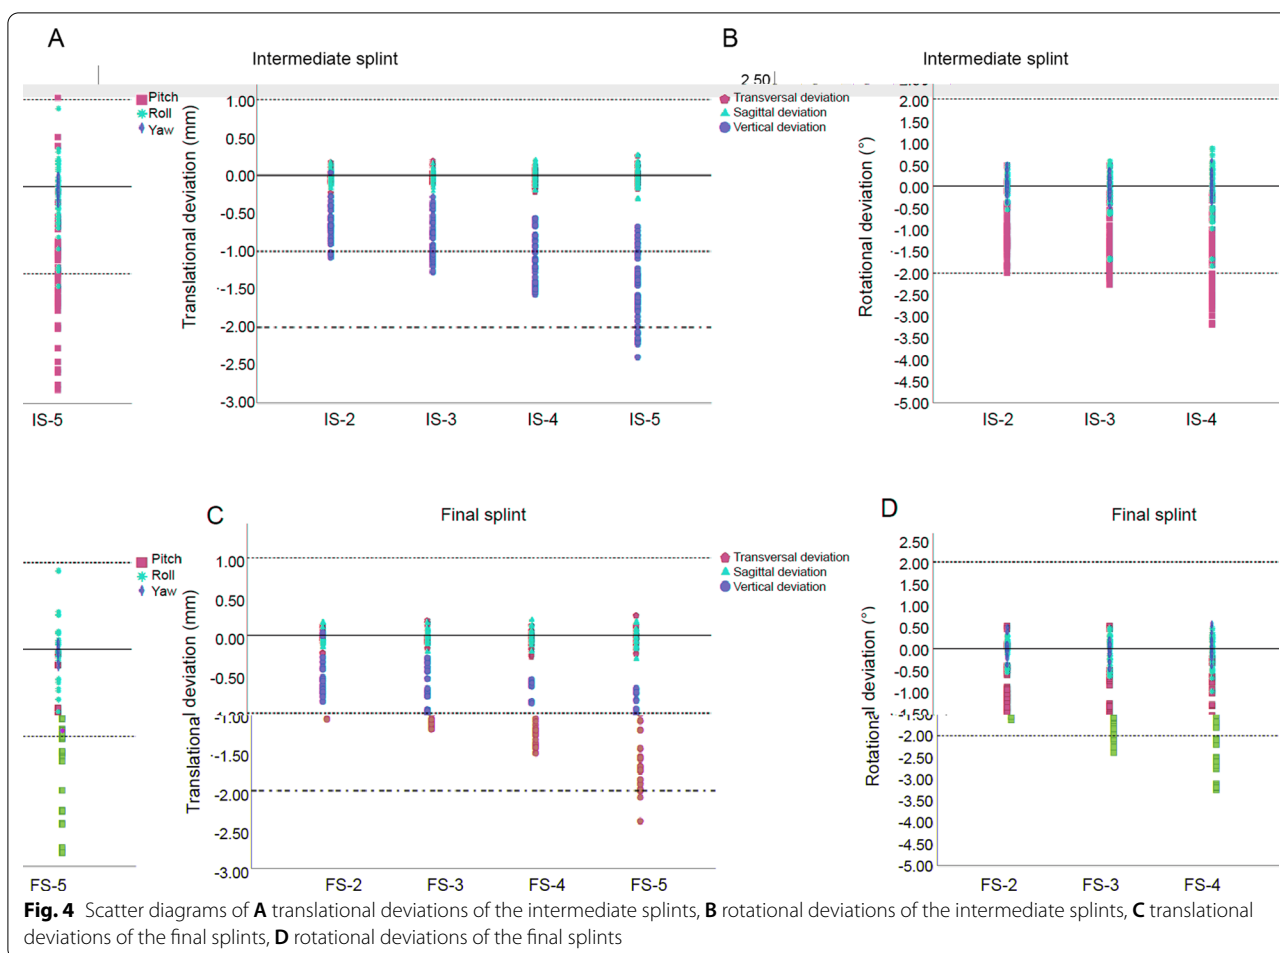 A
B
Intermediate splint
Intermediate splint
2.50
Pitch
Roll
Yaw
Translational deviation (mm)
1.00
0.50
0.00
-0.50
-1.00
-1.50
-2.00
-2.50
-3.00
Transversal deviation
Sagittal deviation
Vertical deviation
Rotational deviation (°)
2.00
1.50
1.00
0.50
0.00
-0.50
-1.00
-1.50
-2.00
-2.50
-3.00
-3.50
-4.00
-4.50
-5.00
IS-5
IS-2
IS-3
IS-4
IS-5
IS-2
IS-3
IS-4
C
D
Final splint
Final splint
Pitch
Roll
Yaw
Translational deviation (mm)
1.00
0.50
0.00
-0.50
-1.00
-1.50
-2.00
-2.50
-3.00
Transversal deviation
Sagittal deviation
Vertical deviation
Rotational deviation (°)
2.50
2.00
1.50
1.00
0.50
0.00
-0.50
-1.00
-1.50
-2.00
-2.50
-3.00
-3.50
-4.00
-4.50
-5.00
FS-5
FS-2
FS-3
FS-4
FS-5
FS-2
FS-3
FS-4
Fig. 4 Scatter diagrams of A translational deviations of the intermediate splints, B rotational deviations of the intermediate splints, C translational
deviations of the final splints, D rotational deviations of the final splints